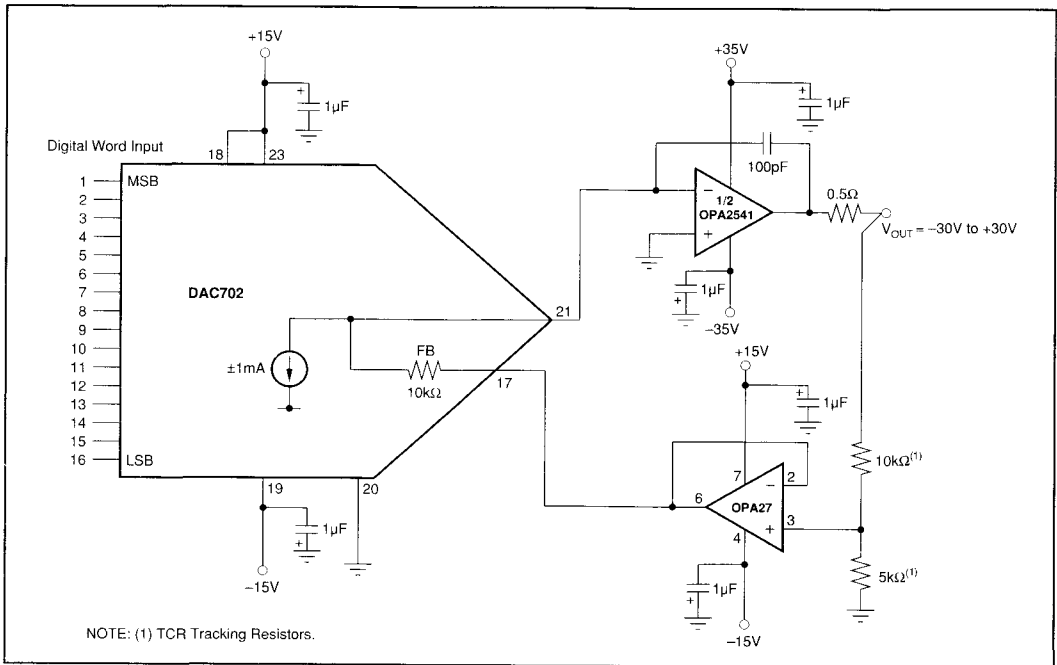 +15V
1µF
+
Digital Word Input
18
23
1
MSB
2
3
4
5
6
7
8
9
10
11
12
13
14
15
16
LSB
DAC702
±1mA
FB
10kΩ
21
17
19
20
+
1µF
–15V
+35V
+
1µF
100pF
–
1/2
OPA2541
+
0.5Ω
VOUT = –30V to +30V
1µF
+
–35V
+15V
+
1µF
7
–
2
6
OPA27
+
3
4
10kΩ(1)
5kΩ(1)
1µF
+
–15V
NOTE: (1) TCR Tracking Resistors.